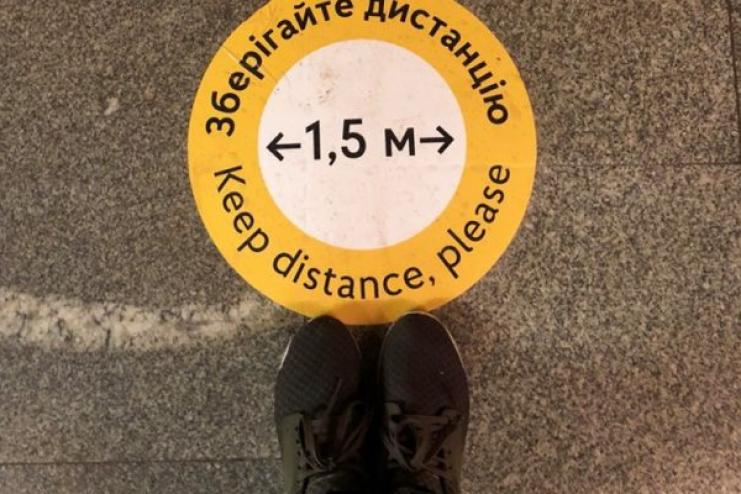 Зберігайте дистанцію
←1,5 м→
Keep distance, please